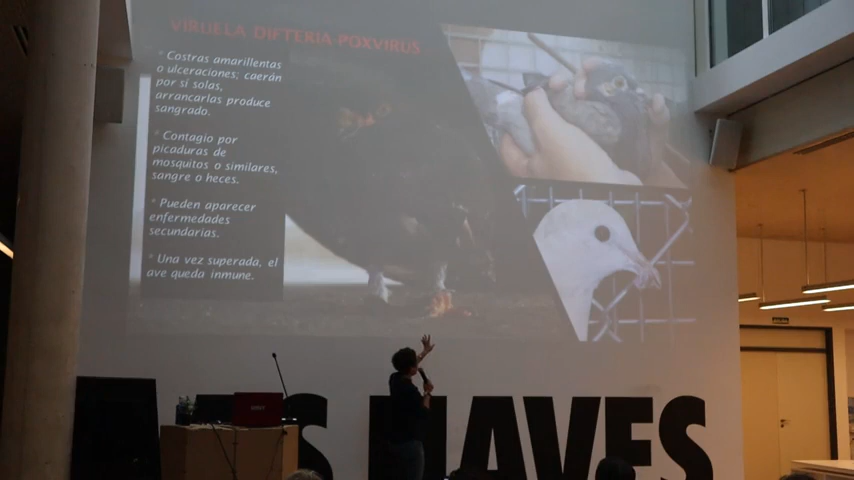 VIRUELA DIFTERIA POXVIRUS
* Costras amarillentas
o ulceraciones; caerán
por si solas,
arrancarlas produce
sangrado.
* Contagio por
picaduras de
mosquitos o similares,
sangre o heces.
* Pueden aparecer
enfermedades
secundarias.
* Una vez superada, el
ave queda inmune.
S NAVES